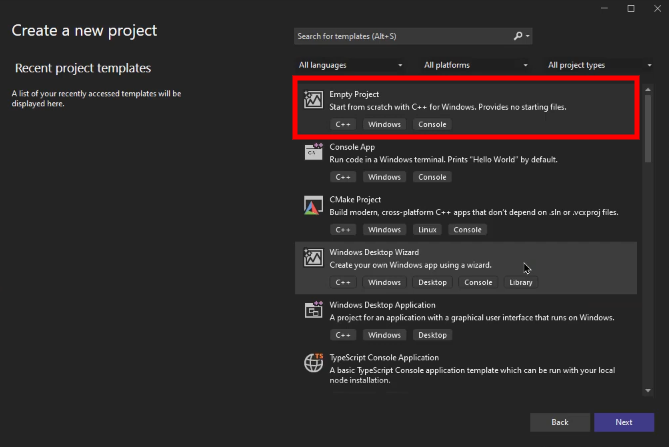 Create a new project
Search for templates (Alt+S)
Recent project templates
All languages
All platforms
All project types
A list of your recently accessed templates will be
displayed here.
Empty Project
Start from scratch with C++ for Windows. Provides no starting files.
C++ Windows Console
Console App
Run code in a Windows terminal. Prints "Hello World" by default.
C++ Windows Console
CMake Project
Build modern, cross-platform C++ apps that don't depend on .sln or .vcxproj files.
C++ Windows Linux Console
Windows Desktop Wizard
Create your own Windows app using a wizard.
C++ Windows Desktop Console Library
Windows Desktop Application
A project for an application with a graphical user interface that runs on Windows.
C++ Windows Desktop
TS
TypeScript Console Application
A basic TypeScript Console application template which can be run with your local
node installation.
Back
Next